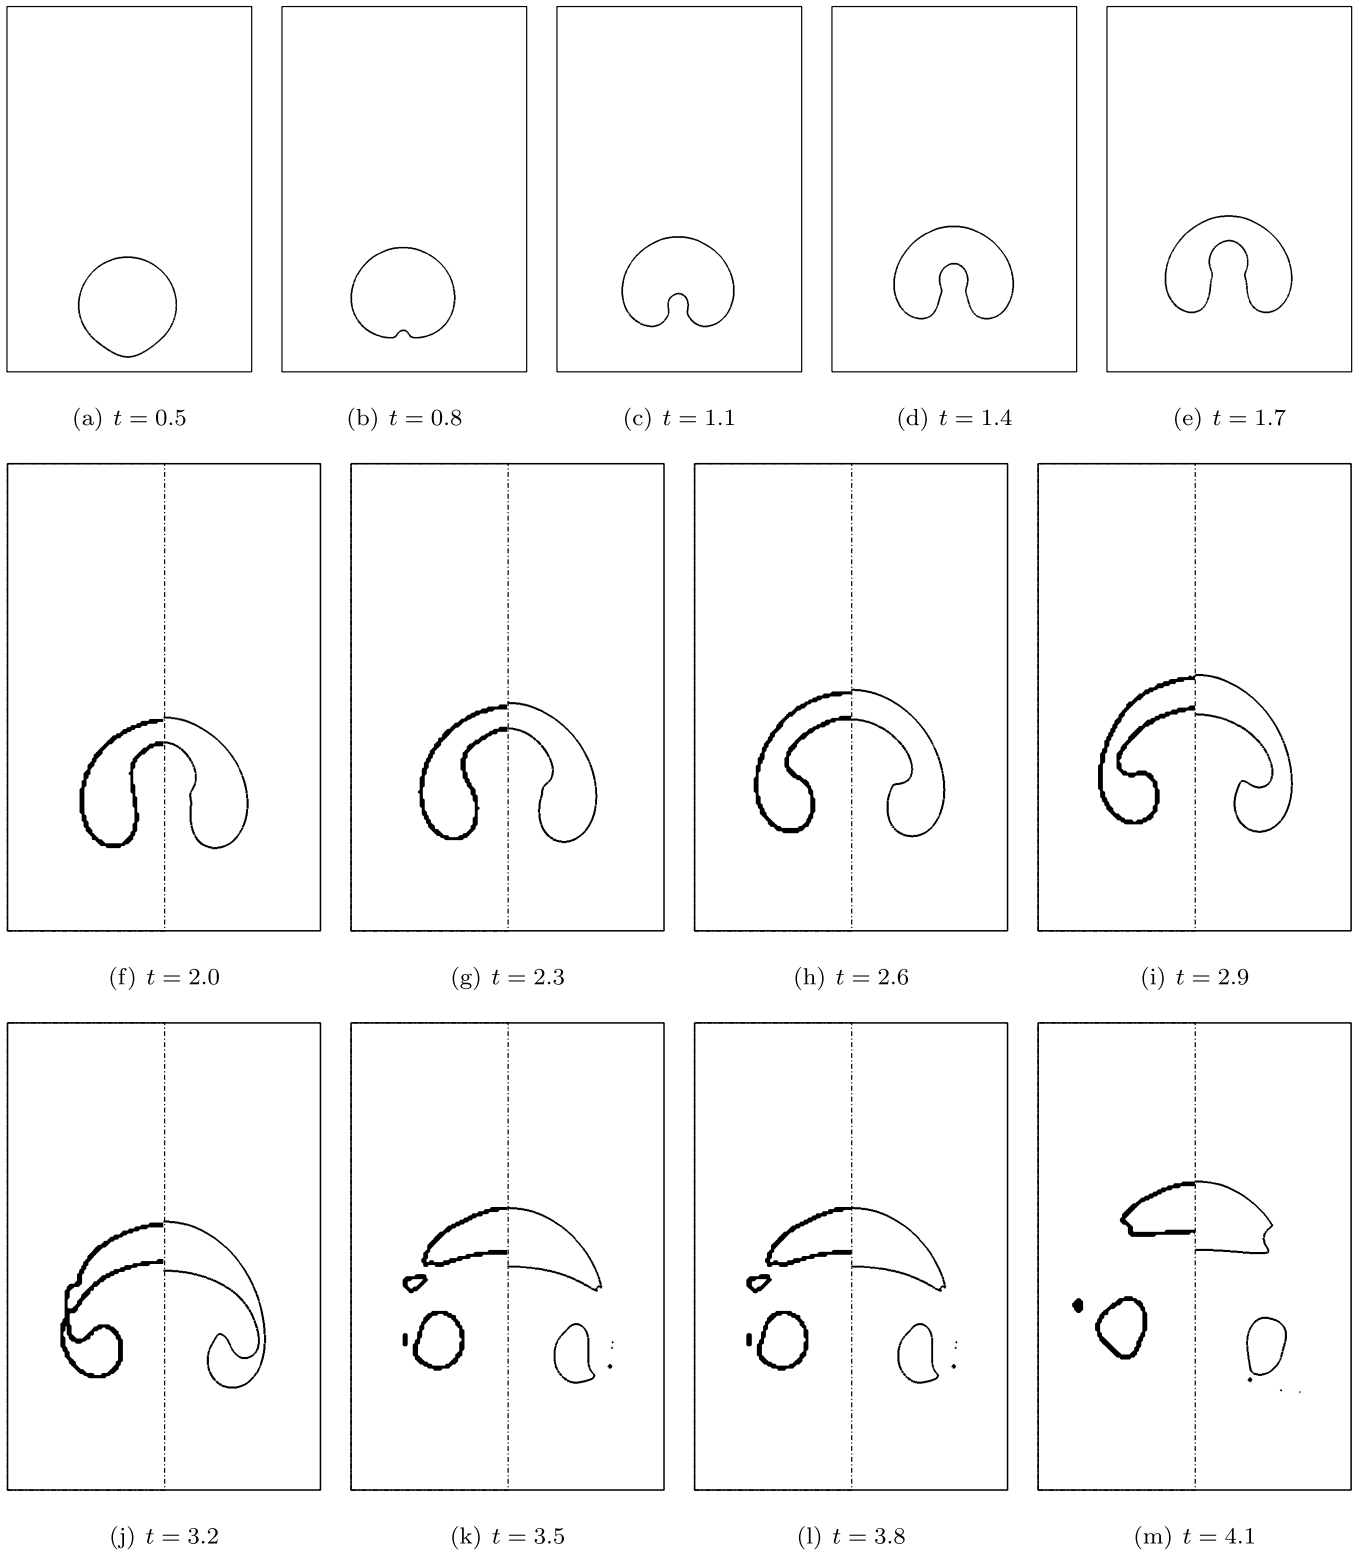 (a) t = 0.5 (b) t = 0.8 (c) t = 1.1 (d) t = 1.4 (e) t = 1.7
(f) t = 2.0 (g) t = 2.3 (h) t = 2.6 (i) t = 2.9
(j) t = 3.2 (k) t = 3.5 (l) t = 3.8 (m) t = 4.1